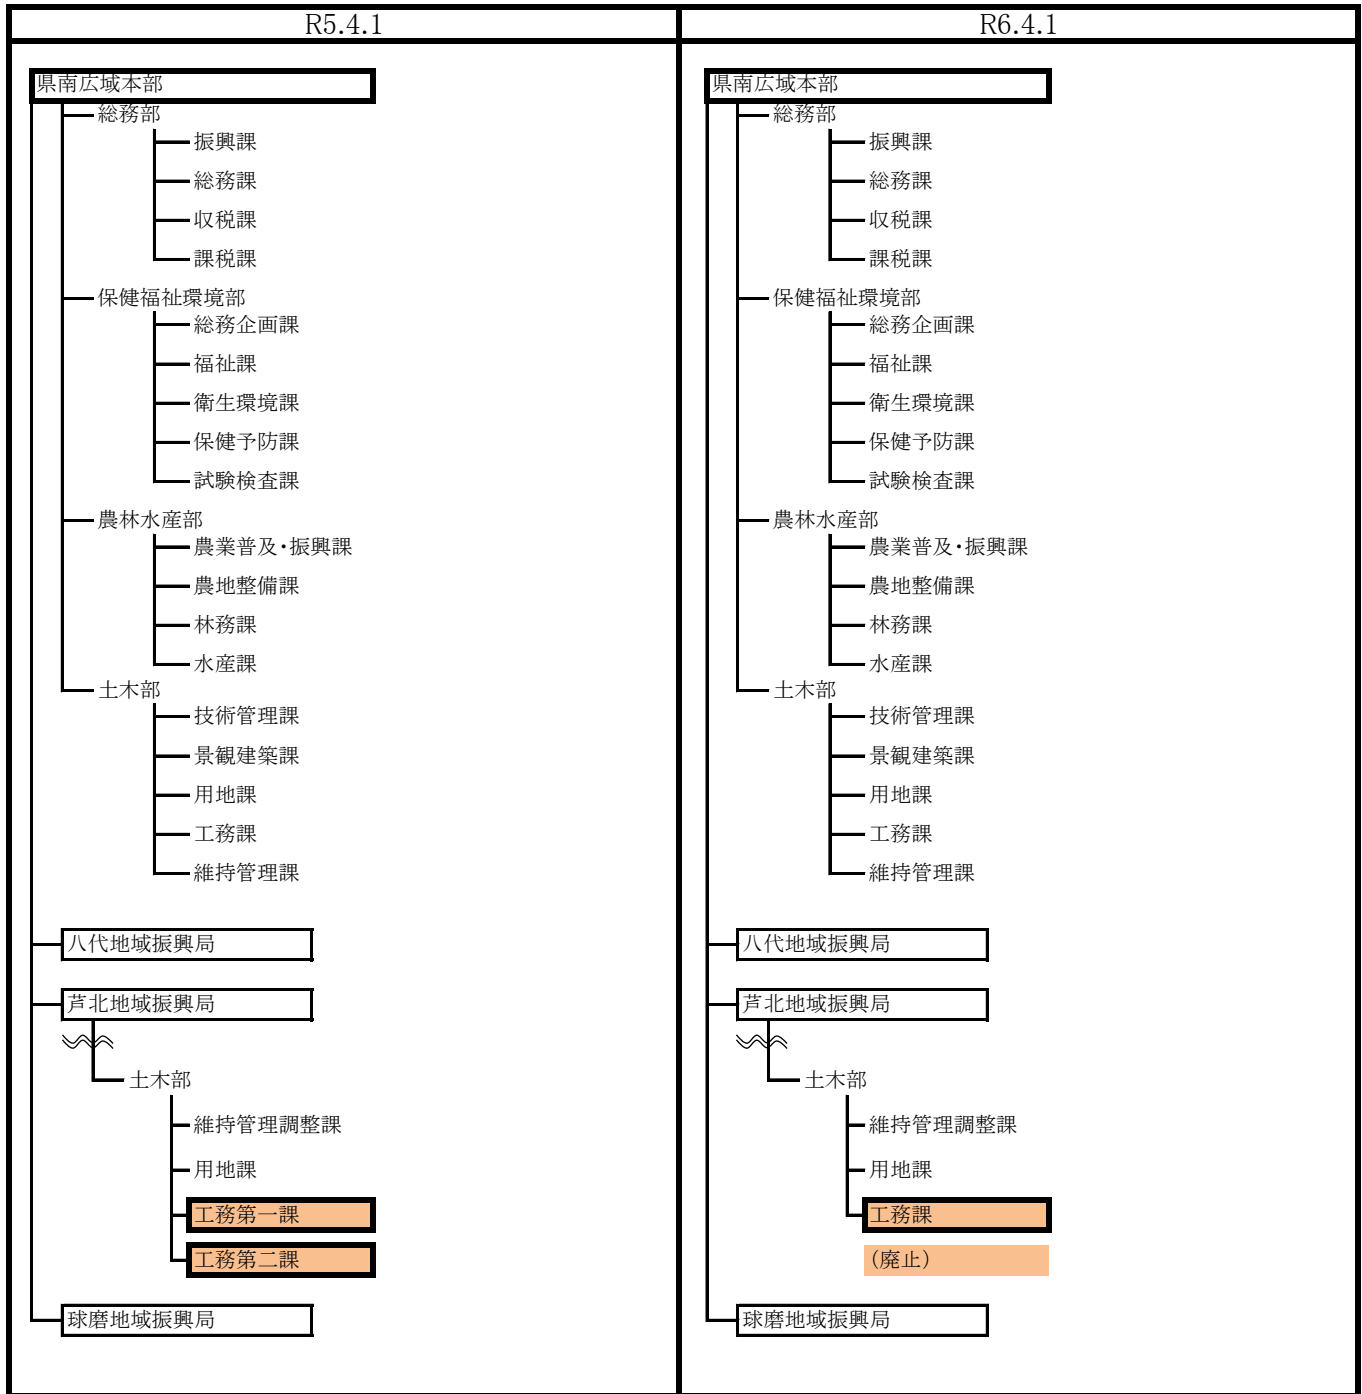 R5.4.1
県南広域本部
総務部
振興課
総務課
収税課
課税課
保健福祉環境部
総務企画課
福祉課
衛生環境課
保健予防課
試験検査課
農林水産部
農業普及・振興課
農地整備課
林務課
水産課
土木部
技術管理課
景観建築課
用地課
工務課
維持管理課
八代地域振興局
芦北地域振興局
土木部
維持管理調整課
用地課
工務第一課
工務第二課
球磨地域振興局
R6.4.1
県南広域本部
総務部
振興課
総務課
収税課
課税課
保健福祉環境部
総務企画課
福祉課
衛生環境課
保健予防課
試験検査課
農林水産部
農業普及・振興課
農地整備課
林務課
水産課
土木部
技術管理課
景観建築課
用地課
工務課
維持管理課
八代地域振興局
芦北地域振興局
土木部
維持管理調整課
用地課
工務課
（廃止）
球磨地域振興局